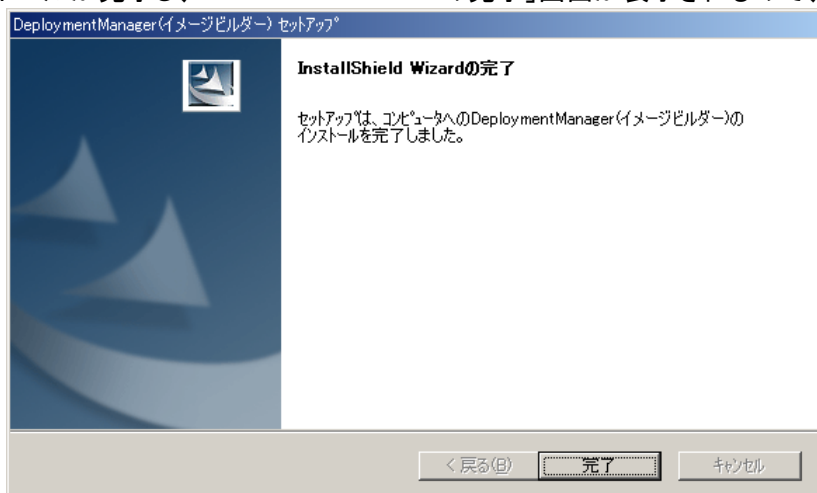 DeploymentManager(イメージビルダー) セットアップ
InstallShield Wizardの完了
セットアップは、コンピュータへのDeploymentManager(イメージビルダー)の
インストールを完了しました。
< 戻る(B)
完了
キャンセル